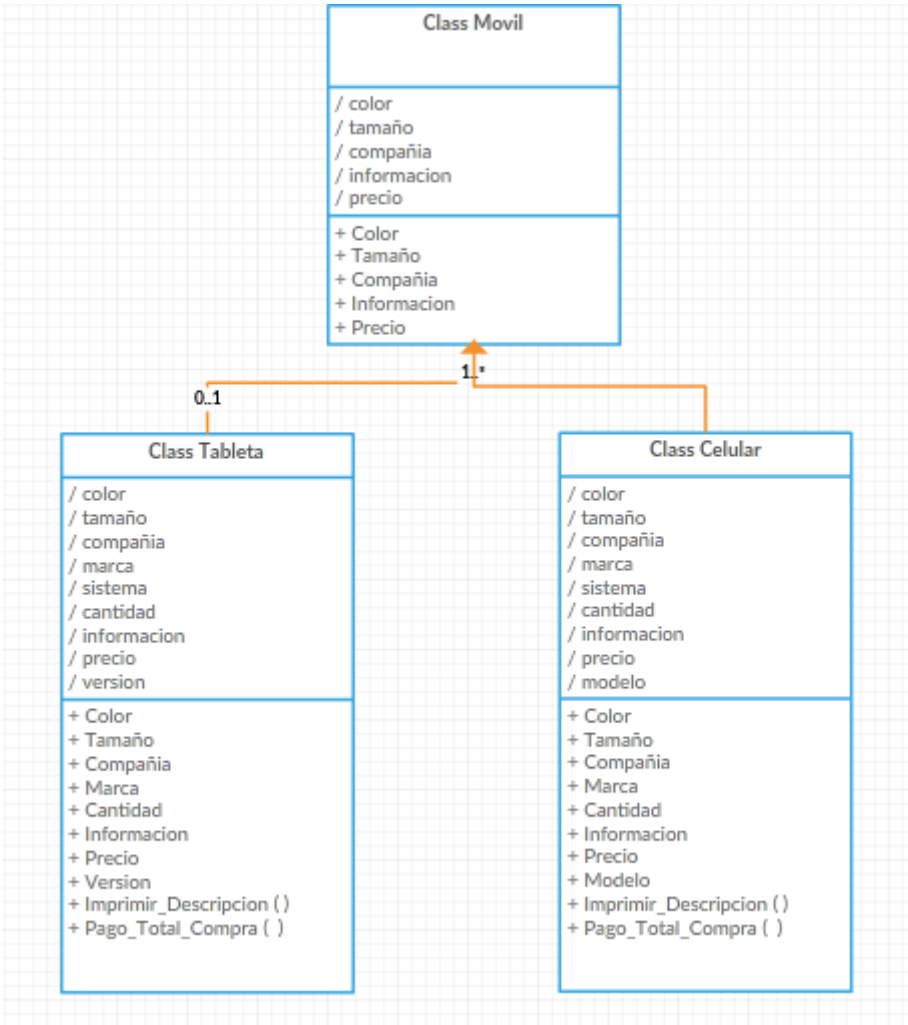 Class Movil
/ color
/ tamaño
/ compañia
/ informacion
/ precio
+ Color
+ Tamaño
+ Compañia
+ Informacion
+ Precio
1..*
0..1
Class Tableta
/ color
/ tamaño
/ compañia
/ marca
/ sistema
/ cantidad
/ informacion
/ precio
/ version
+ Color
+ Tamaño
+ Compañia
+ Marca
+ Cantidad
+ Informacion
+ Precio
+ Version
+ Imprimir_Descripcion ( )
+ Pago_Total_Compra ( )
Class Celular
/ color
/ tamaño
/ compañia
/ marca
/ sistema
/ cantidad
/ informacion
/ precio
/ modelo
+ Color
+ Tamaño
+ Compañia
+ Marca
+ Cantidad
+ Informacion
+ Precio
+ Modelo
+ Imprimir_Descripcion ( )
+ Pago_Total_Compra ( )